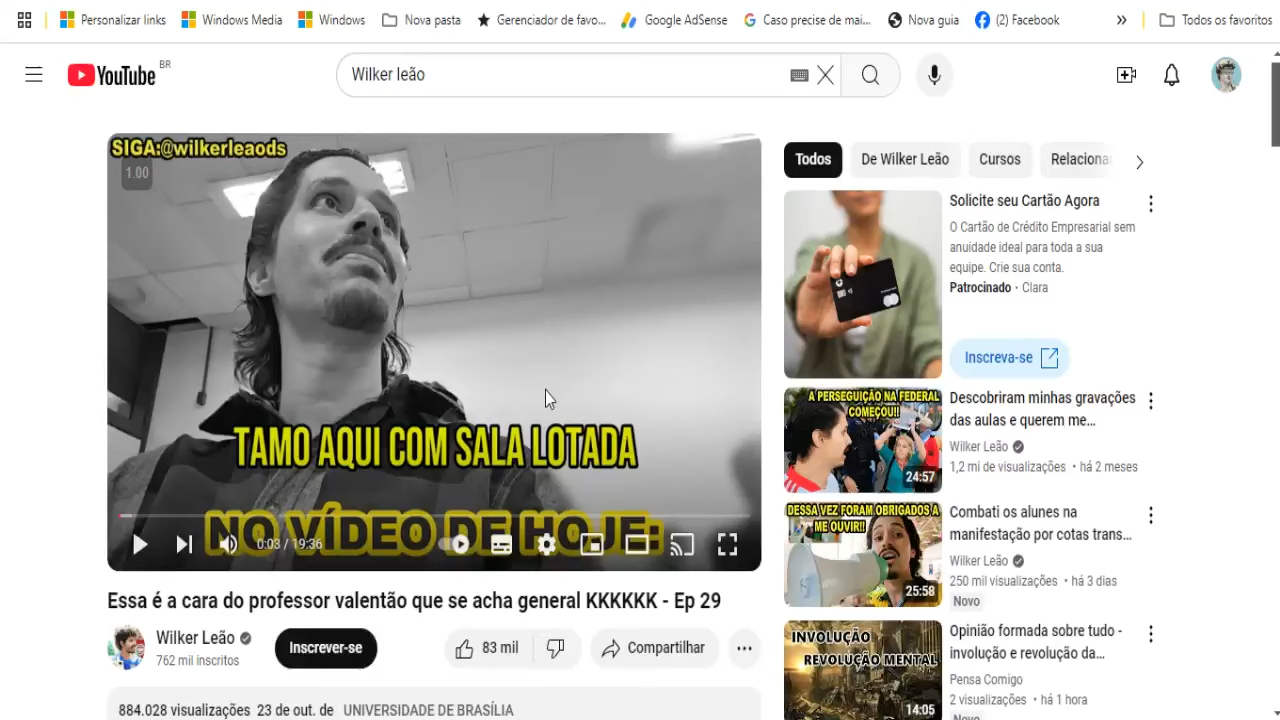 Personalizar links
Windows Media
Windows
Nova pasta
Gerenciador de favo...
Google AdSense
Caso precise de mai...
Nova guia
(2) Facebook
»
Todos os favoritos
YouTube BR
Wilker leão
SIGA:@wilkerleaods
1.00
TAMO AQUI COM SALA LOTADA
NO VÍDEO DE HOJE:
0:03 / 19:36
Essa é a cara do professor valentão que se acha general KKKKKK - Ep 29
Wilker Leão
762 mil inscritos
Inscrever-se
83 mil
Compartilhar
884.028 visualizações 23 de out. de UNIVERSIDADE DE BRASÍLIA
Todos
De Wilker Leão
Cursos
Relaciona
Solicite seu Cartão Agora
O Cartão de Crédito Empresarial sem
anuidade ideal para toda a sua
equipe. Crie sua conta.
Patrocinado · Clara
Inscreva-se
A PERSEGUIÇÃO NA FEDERAL
COMEÇOU!!
24:57
Descobriram minhas gravações
das aulas e querem me...
Wilker Leão
1,2 mi de visualizações • há 2 meses
DESSA VEZ FORAM OBRIGADOS A
ME OUVIR!!
25:58
Combati os alunes na
manifestação por cotas trans...
Wilker Leão
250 mil visualizações • há 3 dias
Novo
INVOLUÇÃO
REVOLUÇÃO MENTAL
14:05
Opinião formada sobre tudo -
involução e revolução da...
Pensa Comigo
2 visualizações • há 1 hora
Novo